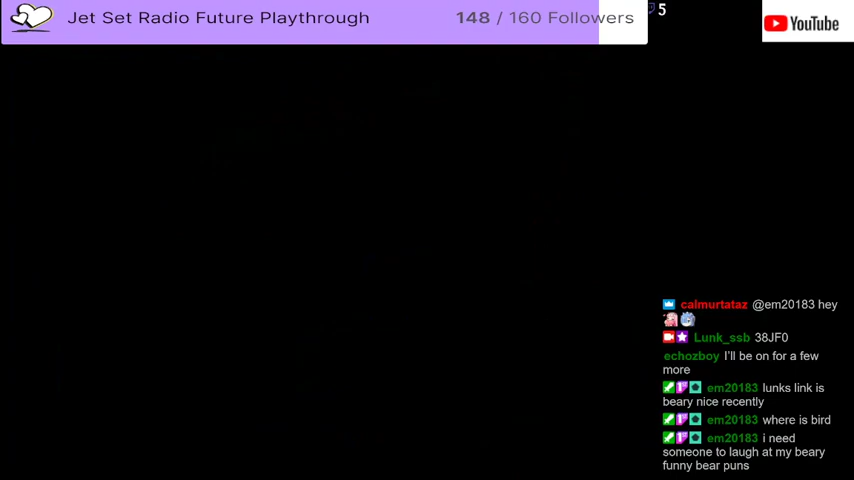 Jet Set Radio Future Playthrough 148 / 160 Followers
5
YouTube
calmurtataz @em20183 hey
Lunk_ssb 38JF0
echozboy I'll be on for a few
more
em20183 lunks link is
beary nice recently
em20183 where is bird
em20183 i need
someone to laugh at my beary
funny bear puns